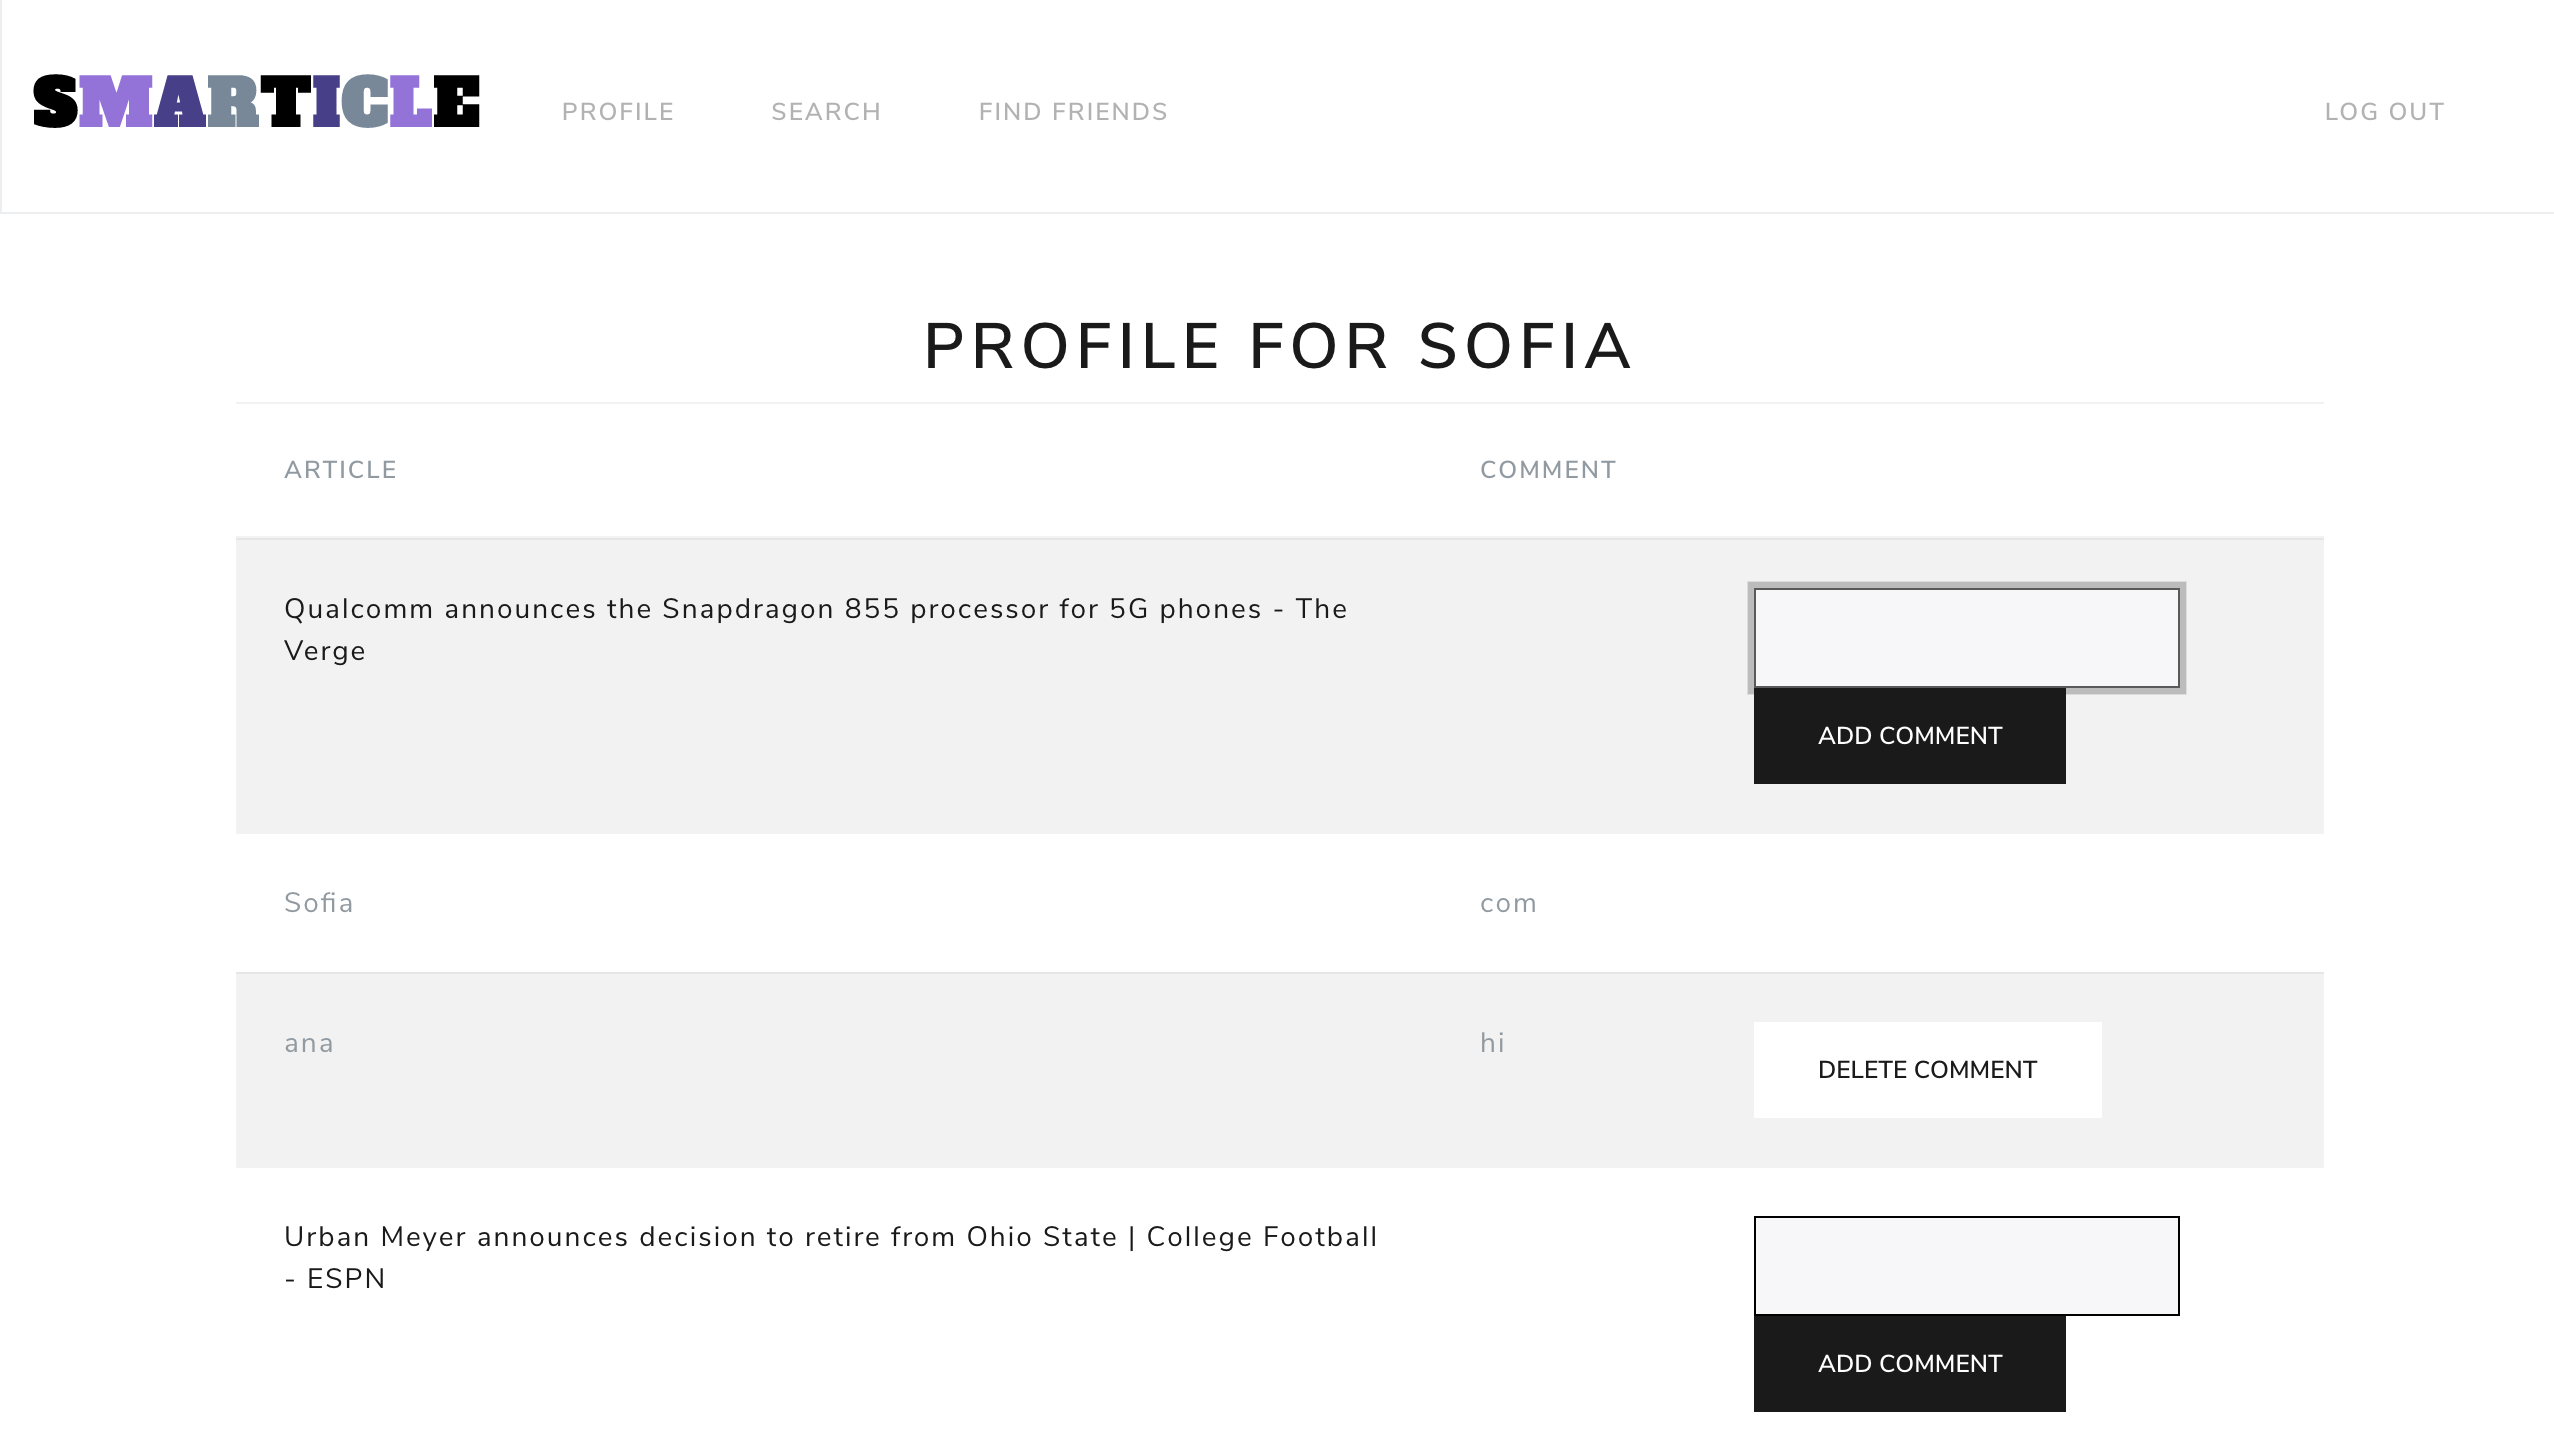 SMARTICLE PROFILE SEARCH FIND FRIENDS LOG OUT
PROFILE FOR SOFIA
ARTICLE COMMENT
Qualcomm announces the Snapdragon 855 processor for 5G phones - The
Verge
ADD COMMENT
Sofia com
ana hi
DELETE COMMENT
Urban Meyer announces decision to retire from Ohio State | College Football
- ESPN
ADD COMMENT